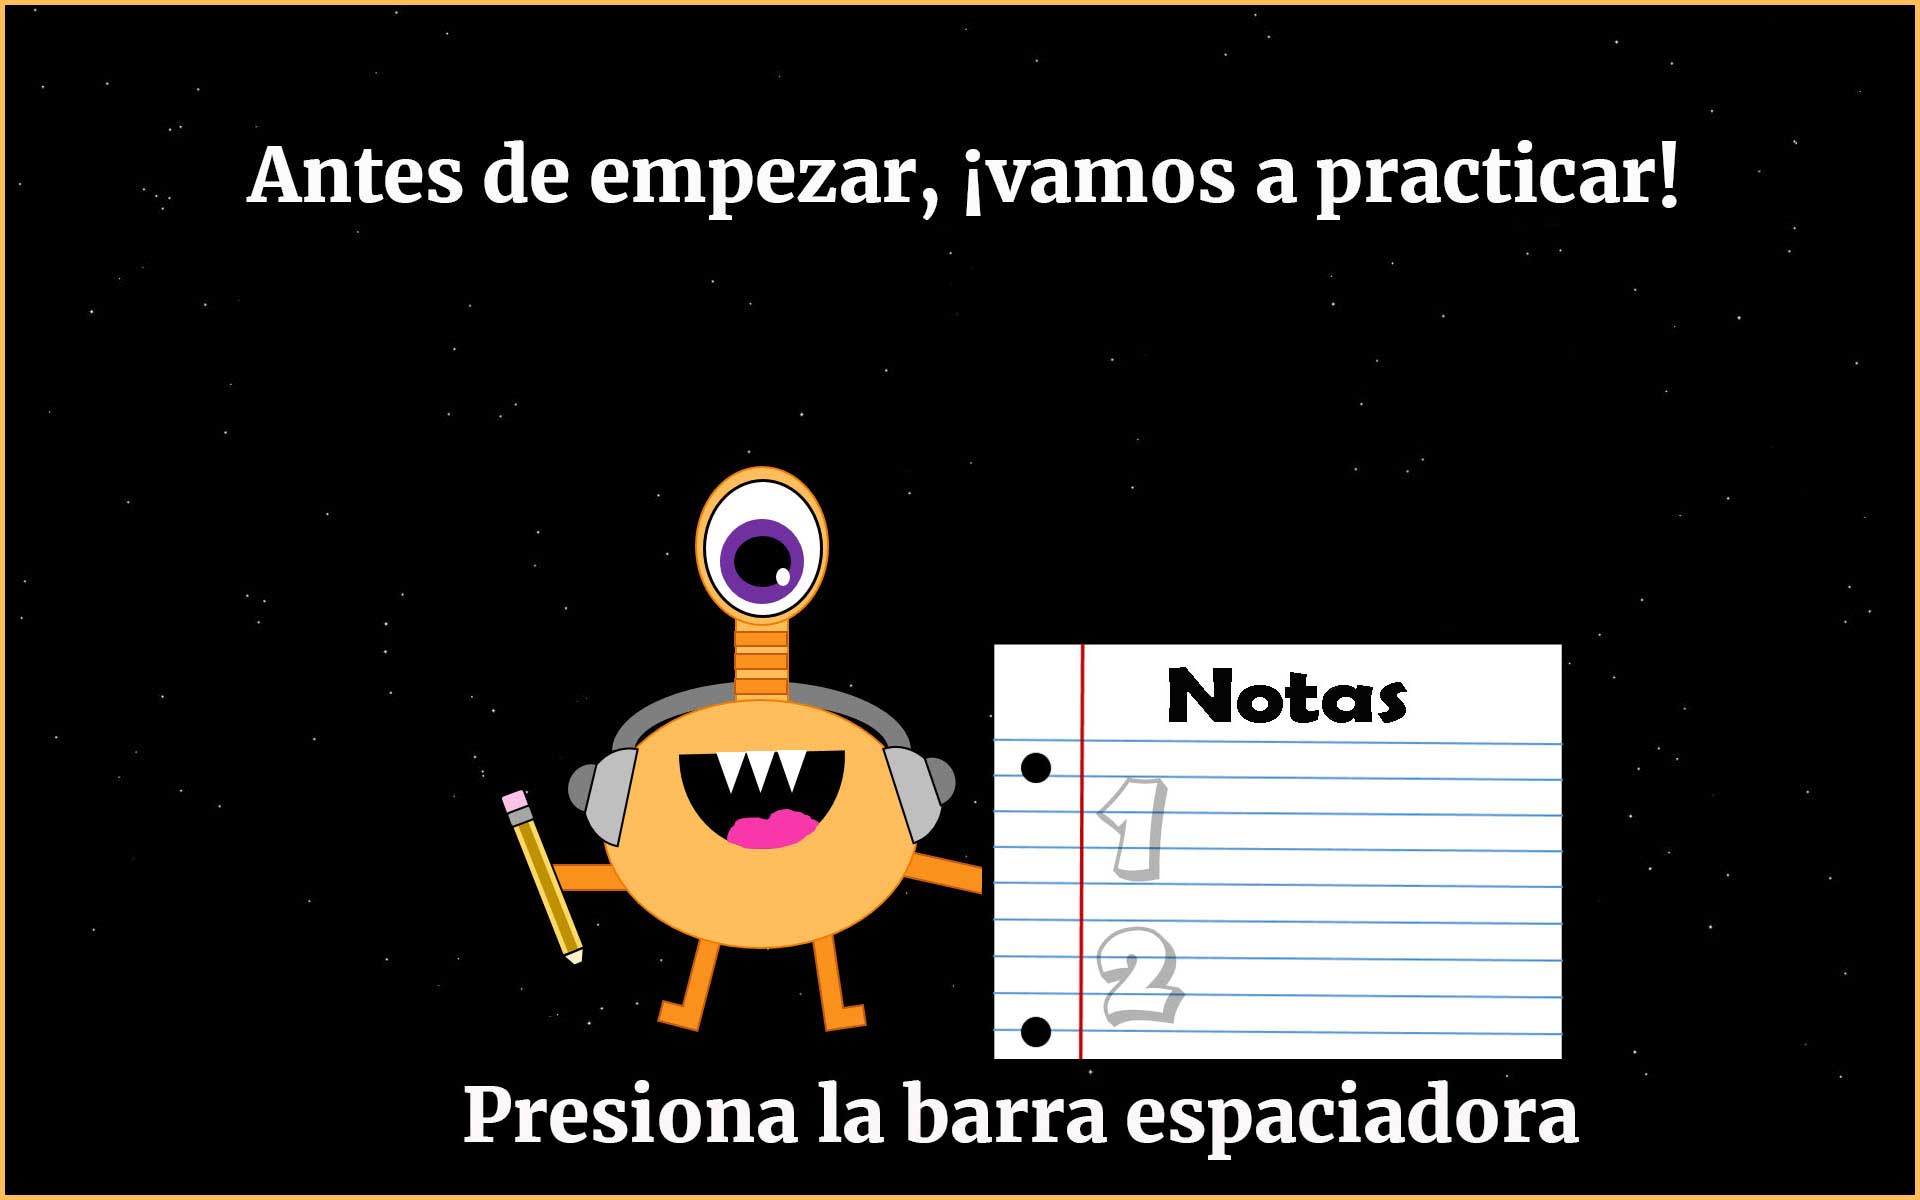 Antes de empezar, ¡vamos a practicar!
Notas
1
2
Presiona la barra espaciadora